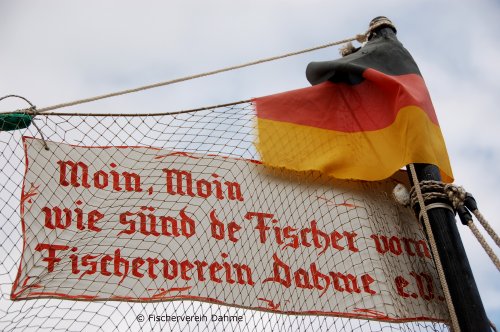 Moin, Moin
wie sünd de Fischer vom
Fischerverein Dahme e.V.
© Fischerverein Dahme